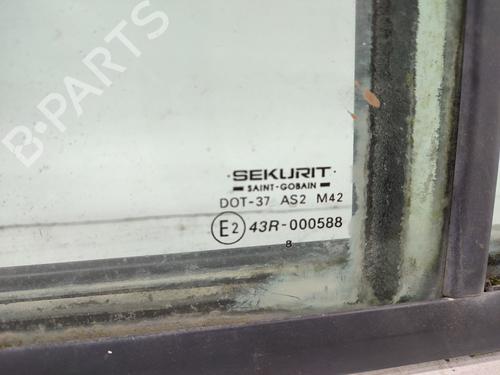 B-PARTS
SEKURIT
SAINT-GOBAIN
DOT-37 AS2 M42
E2 43R-000588
8